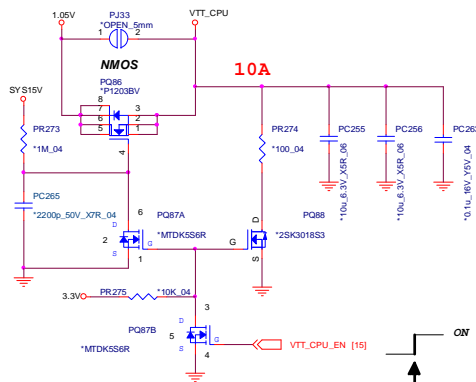 1.05V
PJ33
*OPEN_5mm
VTT_CPU
1
2
NMOS
PQ86
*P1203BV
10A
8
7
6
5
3
2
1
4
SYS15V
PR273
*1M_04
PR274
*100_04
PC255
*10u_6.3V_X5R_06
PC256
*10u_6.3V_X5R_06
PC263
*0.1u_16V_Y5V_04
PC265
*2200p_50V_X7R_04
PQ87A
*MTDK5S6R
6
2
1
D
G
S
PQ88
*2SK3018S3
D
G
S
3.3V
PR275
*10K_04
PQ87B
*MTDK5S6R
3
5
4
D
G
S
VTT_CPU_EN [15]
ON